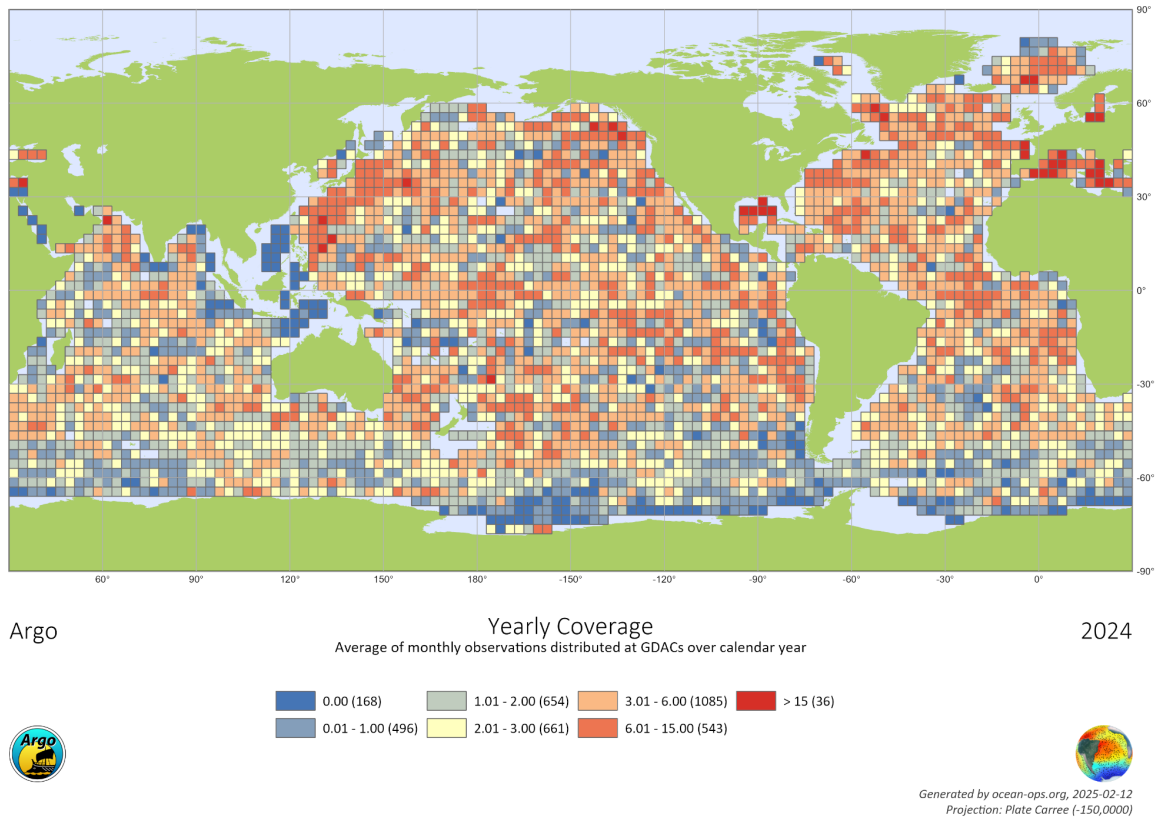 90°
60°
30°
0°
-30°
-60°
-90°
60° 90° 120° 150° 180° -150° -120° -90° -60° -30° 0°
Argo Yearly Coverage 2024
Average of monthly observations distributed at GDACs over calendar year
0.00 (168) 1.01 - 2.00 (654) 3.01 - 6.00 (1085) > 15 (36)
0.01 - 1.00 (496) 2.01 - 3.00 (661) 6.01 - 15.00 (543)
Argo
Generated by ocean-ops.org, 2025-02-12
Projection: Plate Carree (-150,0000)